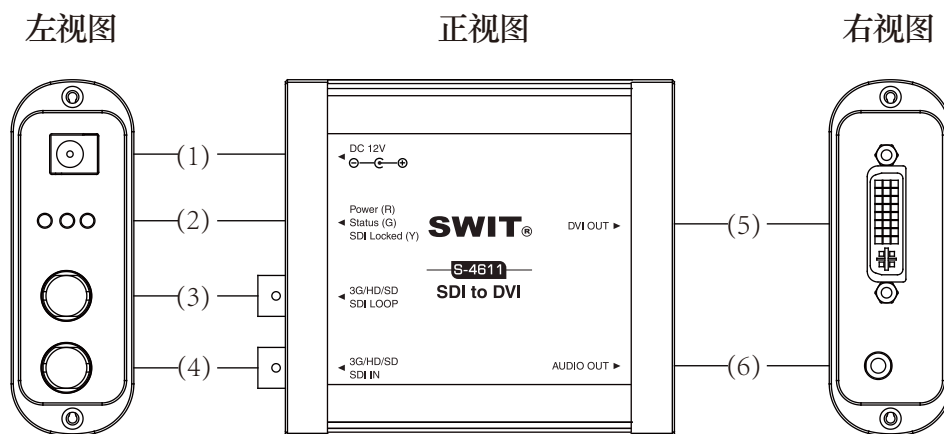 左视图
正视图
右视图
(1)
DC 12V
(2)
Power (R)
Status (G)
SDI Locked (Y)
SWIT®
DVI OUT
(5)
S-4611
SDI to DVI
(3)
3G/HD/SD
SDI LOOP
(4)
3G/HD/SD
SDI IN
AUDIO OUT
(6)